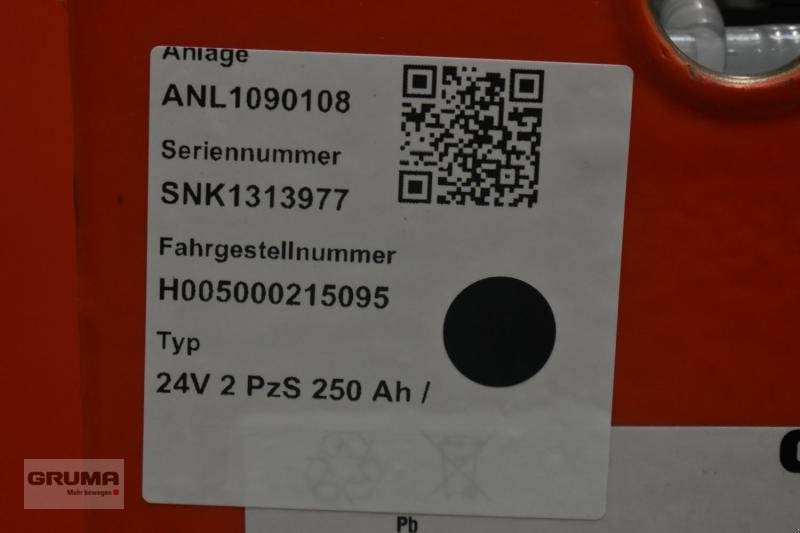 Anlage
ANL1090108
Seriennummer
SNK1313977
Fahrgestellnummer
H005000215095
Typ
24V 2 PzS 250 Ah /
Pb
GRUMA
Mehr bewegen